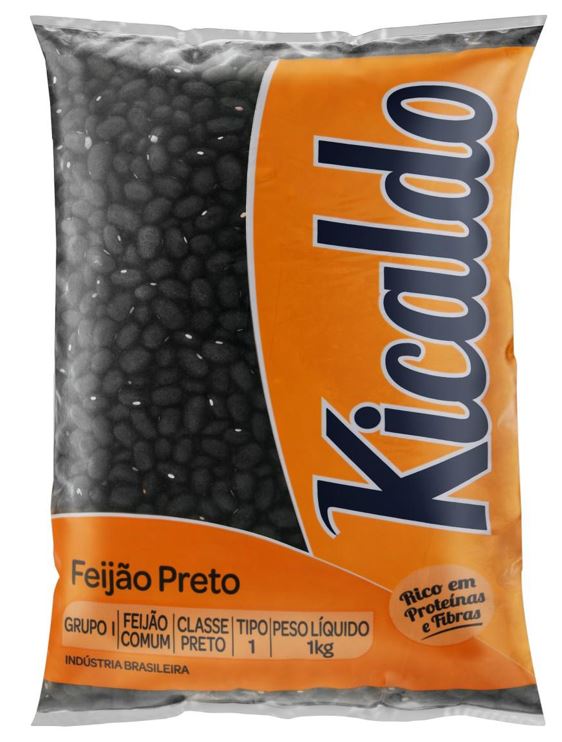 Kicaldo
Feijão Preto
Rico em
Proteínas
e Fibras
GRUPO I
FEIJÃO
COMUM
CLASSE
PRETO
TIPO
1
PESO LÍQUIDO
1kg
INDÚSTRIA BRASILEIRA